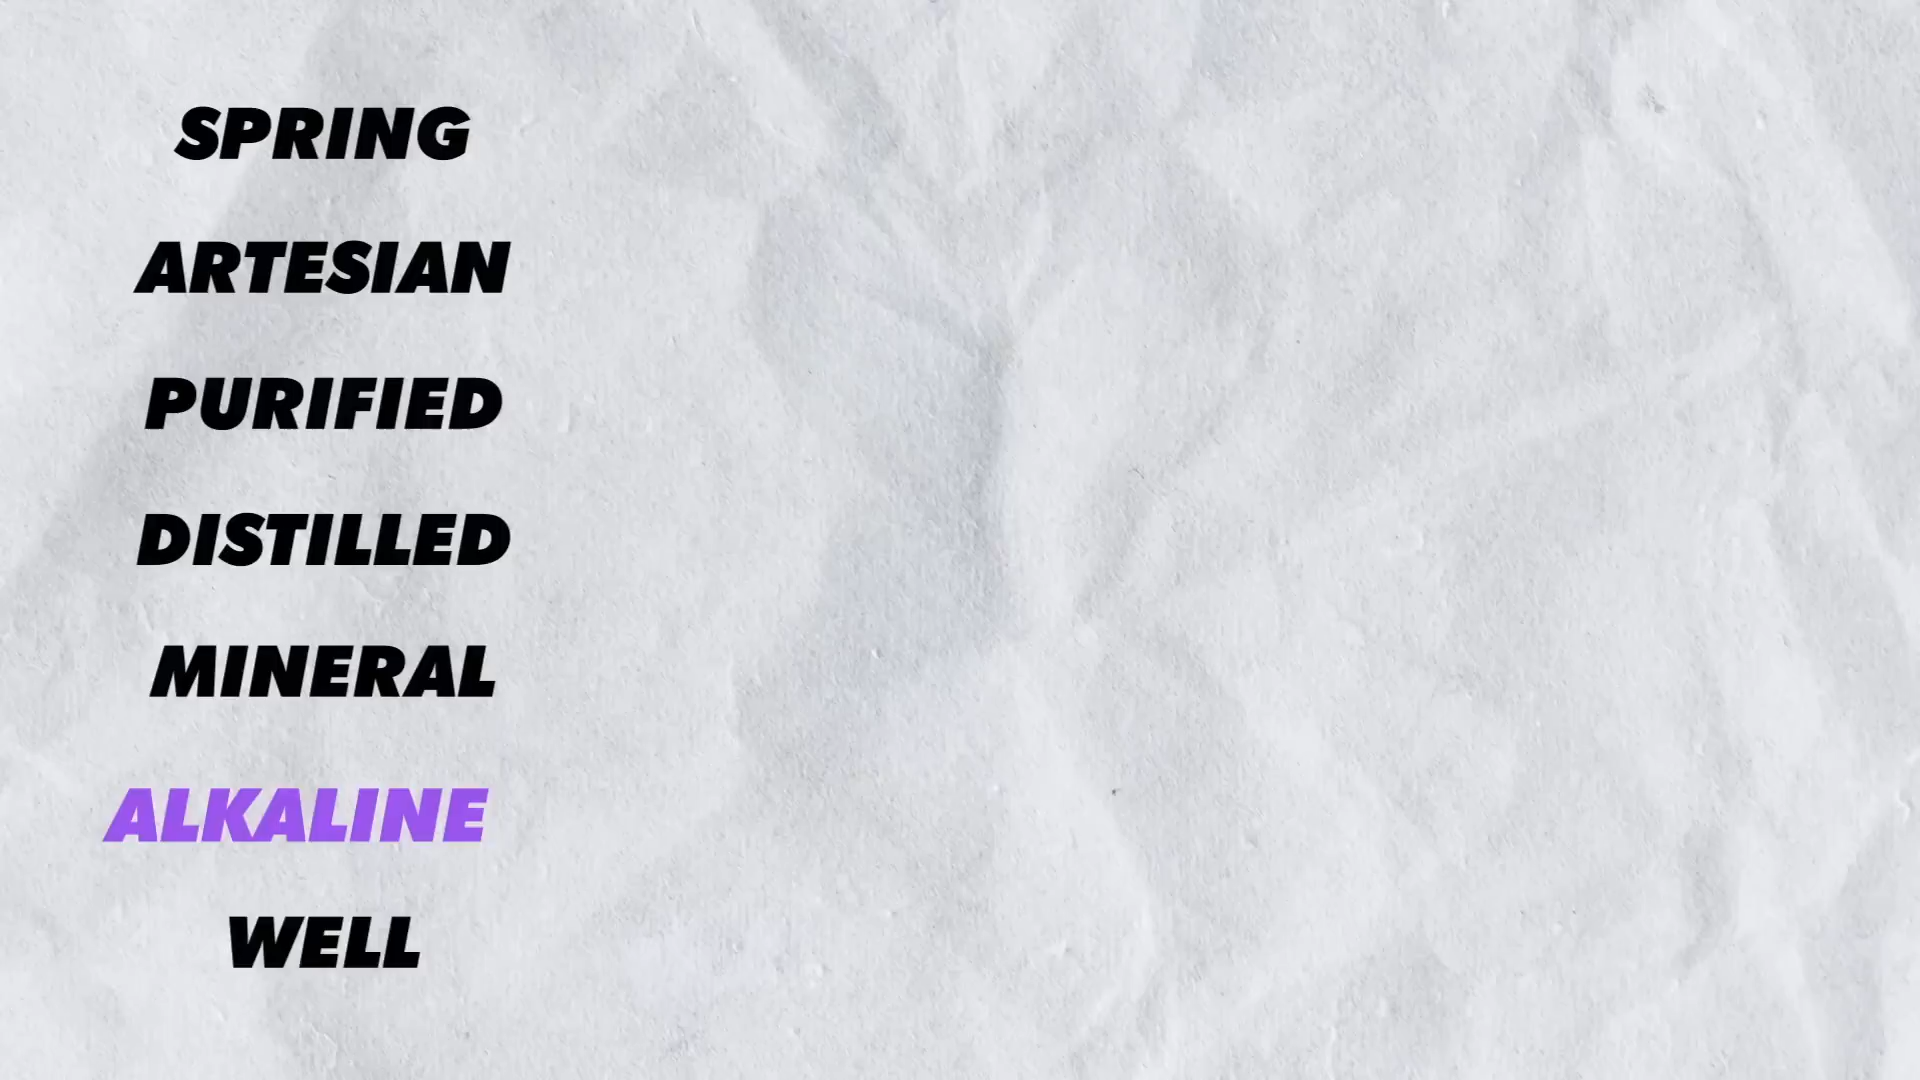 SPRING
ARTESIAN
PURIFIED
DISTILLED
MINERAL
ALKALINE
WELL